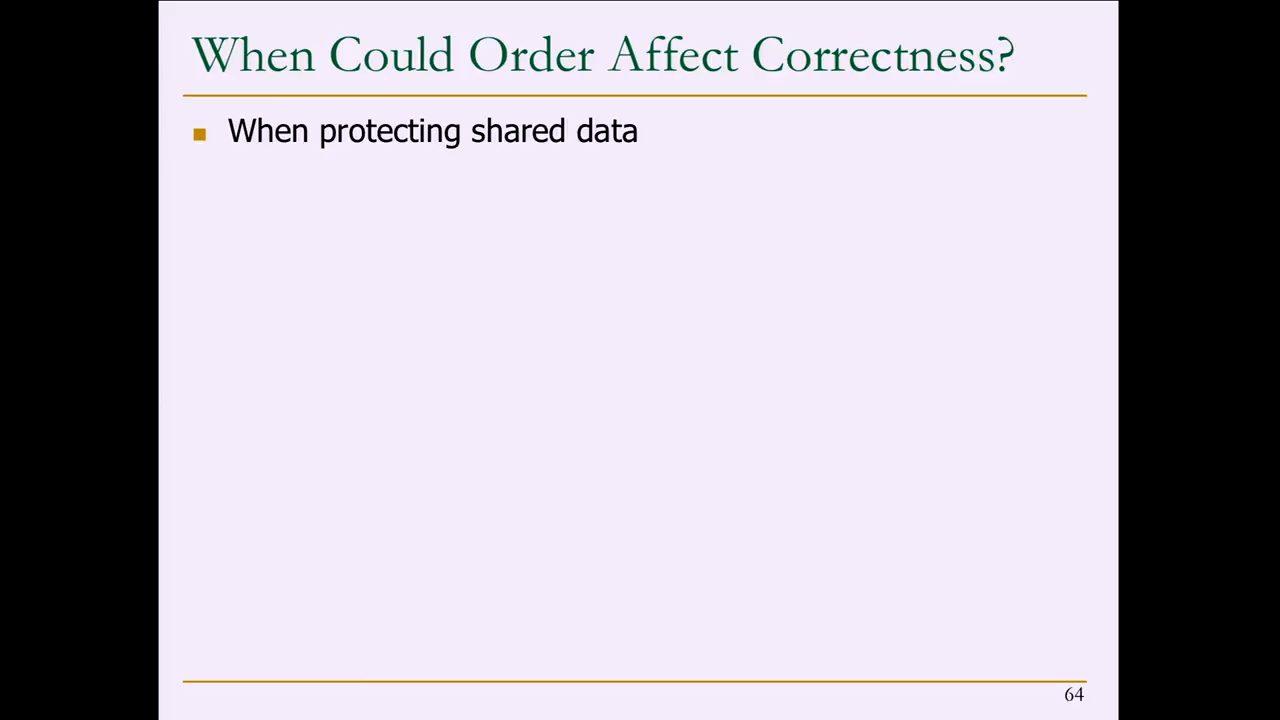 When Could Order Affect Correctness?
When protecting shared data
64